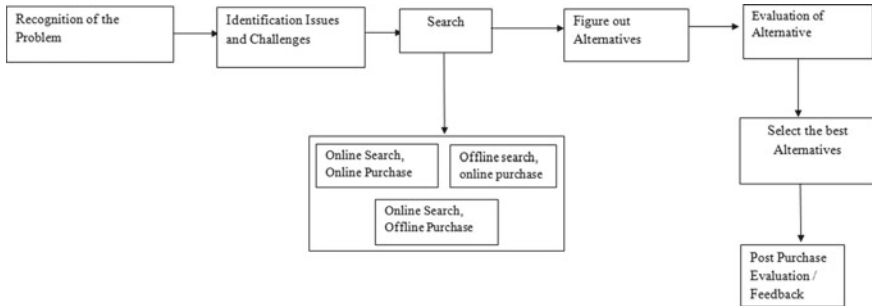 Recognition of the
Problem
Identification Issues
and Challenges
Search
Figure out
Alternatives
Evaluation of
Alternative
Online Search,
Online Purchase
Offline search,
online purchase
Online Search,
Offline Purchase
Select the best
Alternatives
Post Purchase
Evaluation /
Feedback